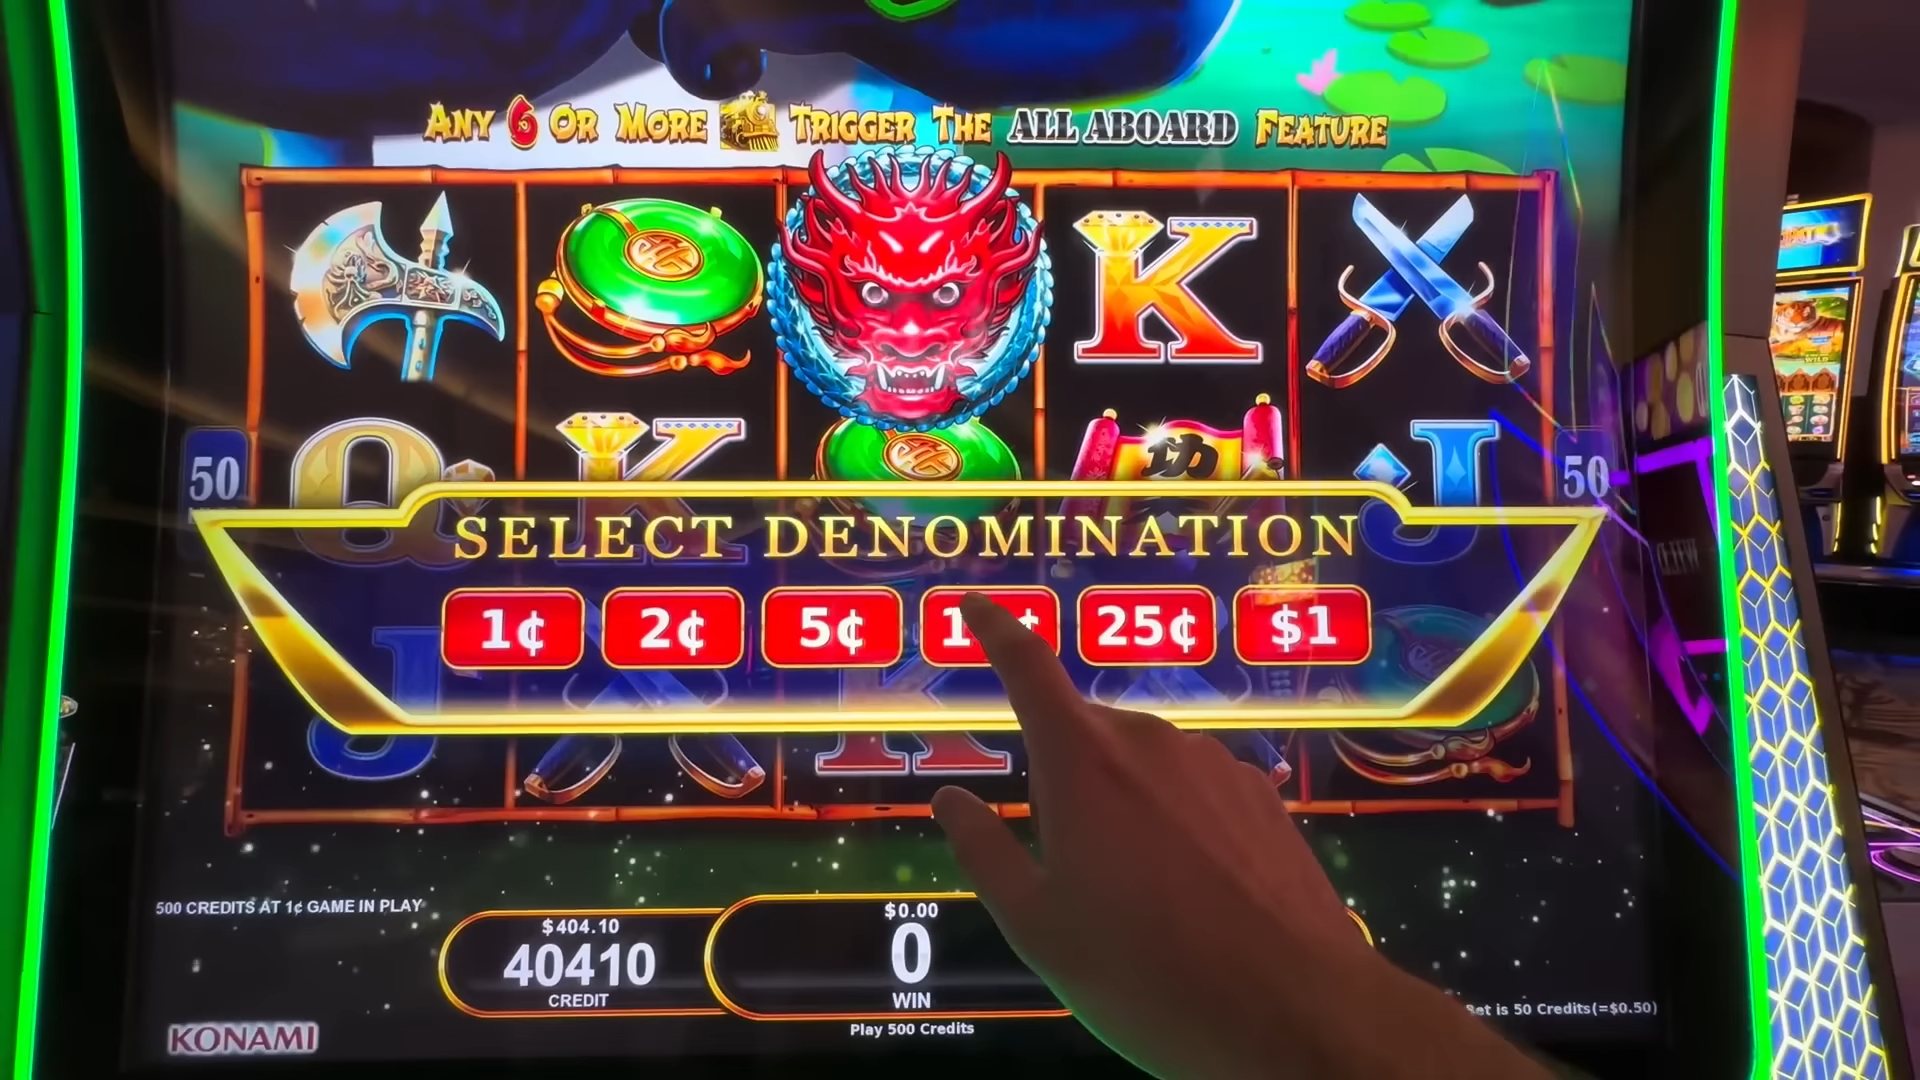 ANY 6 OR MORE TRIGGER THE ALL ABOARD FEATURE
K
功
50
50
Q
K
J
SELECT DENOMINATION
1¢
2¢
5¢
25¢
$1
J
K
500 CREDITS AT 1¢ GAME IN PLAY
$404.10
40410
CREDIT
$0.00
0
WIN
Play 500 Credits
Bet is 50 Credits(=$0.50)
KONAMI